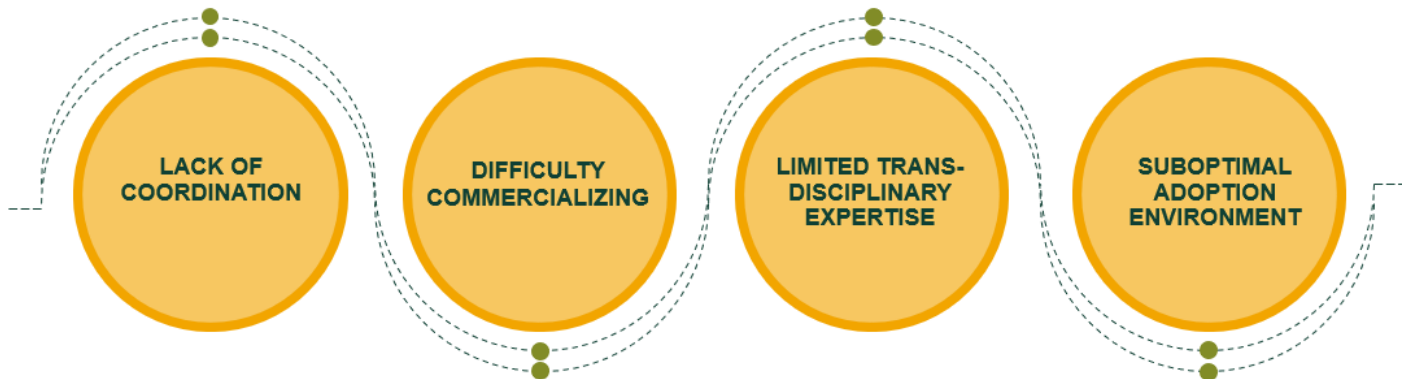 LACK OF
COORDINATION
DIFFICULTY
COMMERCIALIZING
LIMITED TRANS-
DISCIPLINARY
EXPERTISE
SUBOPTIMAL
ADOPTION
ENVIRONMENT